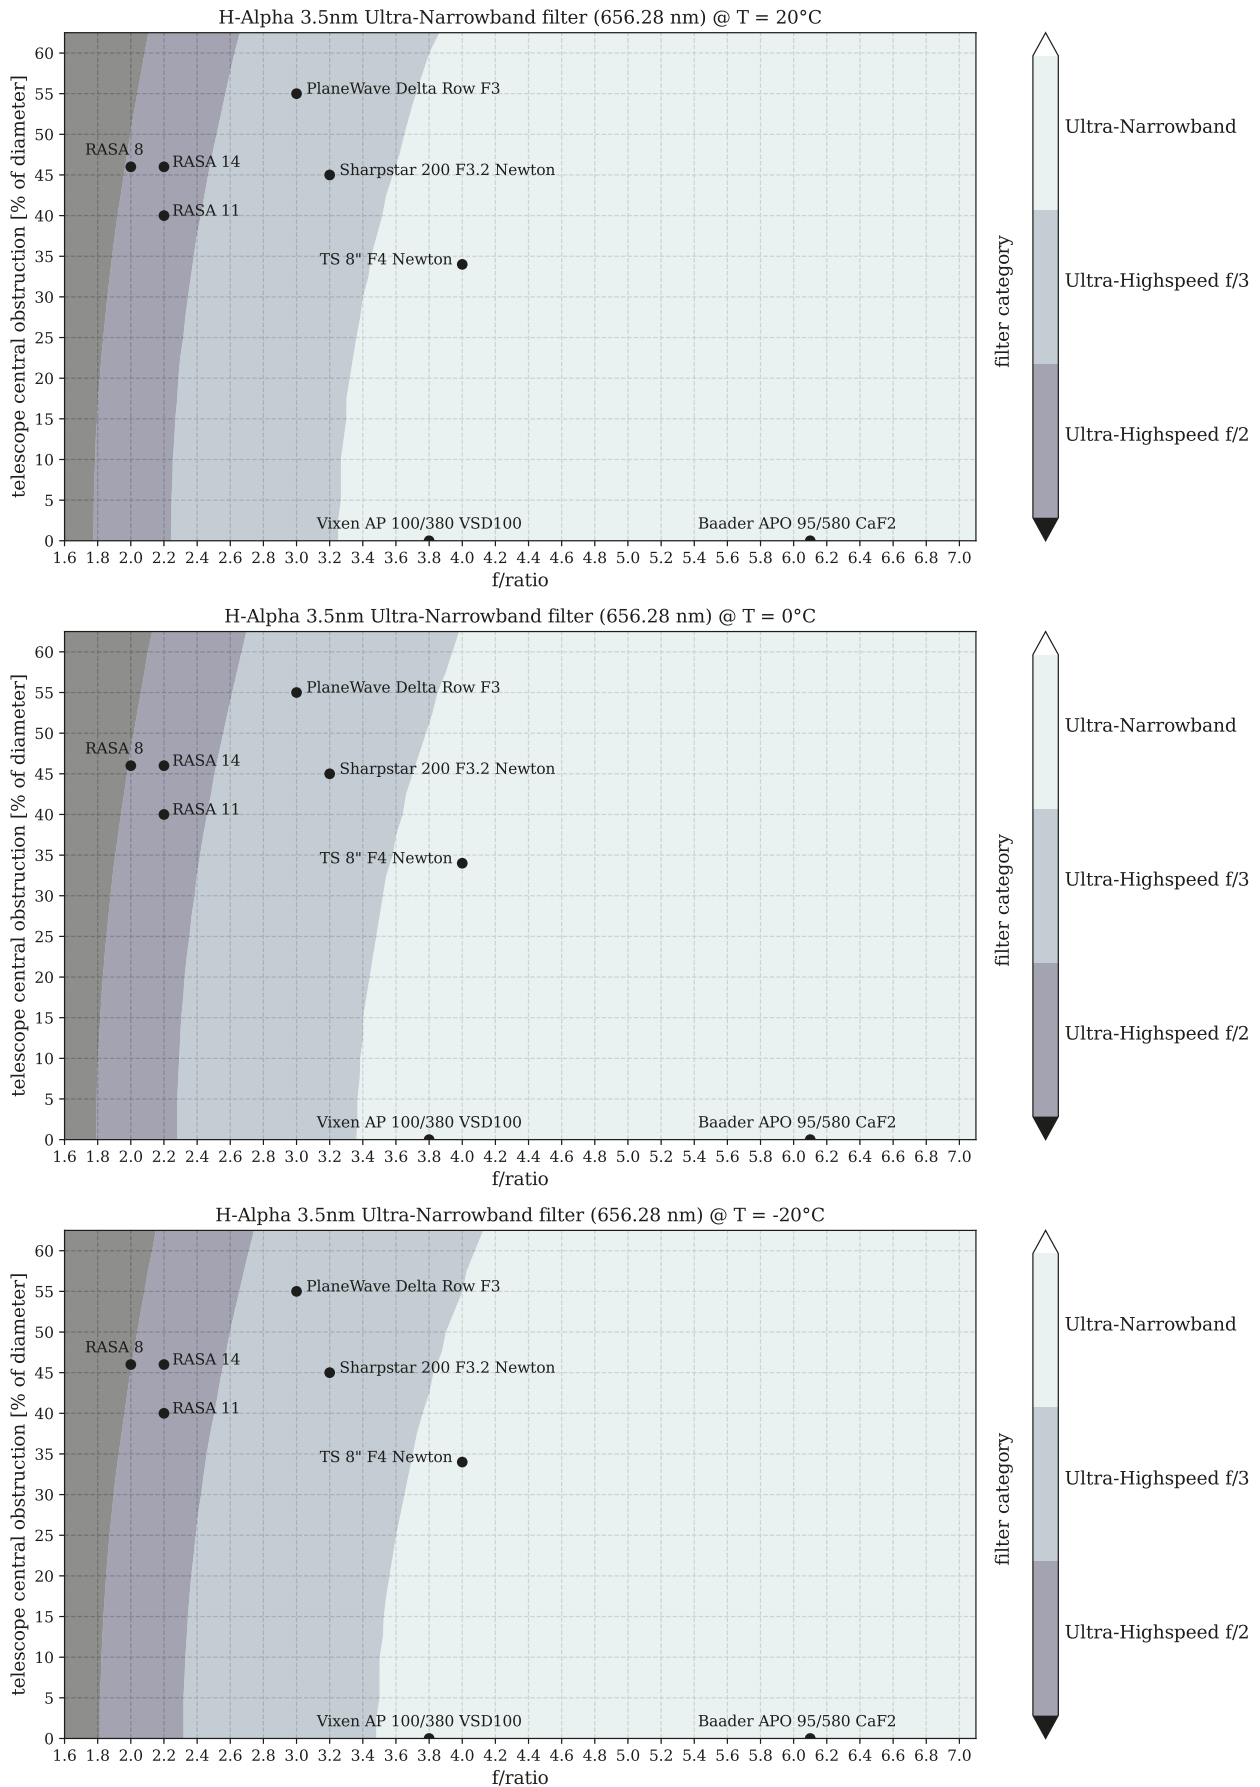 H-Alpha 3.5nm Ultra-Narrowband filter (656.28 nm) @ T = 20°C
telescope central obstruction [% of diameter]
60
55
50
45
40
35
30
25
20
15
10
5
0
PlaneWave Delta Row F3
RASA 8
RASA 14
Sharpstar 200 F3.2 Newton
RASA 11
TS 8" F4 Newton
Vixen AP 100/380 VSD100
Baader APO 95/580 CaF2
1.6 1.8 2.0 2.2 2.4 2.6 2.8 3.0 3.2 3.4 3.6 3.8 4.0 4.2 4.4 4.6 4.8 5.0 5.2 5.4 5.6 5.8 6.0 6.2 6.4 6.6 6.8 7.0
f/ratio
filter category
Ultra-Narrowband
Ultra-Highspeed f/3
Ultra-Highspeed f/2
H-Alpha 3.5nm Ultra-Narrowband filter (656.28 nm) @ T = 0°C
telescope central obstruction [% of diameter]
60
55
50
45
40
35
30
25
20
15
10
5
0
PlaneWave Delta Row F3
RASA 8
RASA 14
Sharpstar 200 F3.2 Newton
RASA 11
TS 8" F4 Newton
Vixen AP 100/380 VSD100
Baader APO 95/580 CaF2
1.6 1.8 2.0 2.2 2.4 2.6 2.8 3.0 3.2 3.4 3.6 3.8 4.0 4.2 4.4 4.6 4.8 5.0 5.2 5.4 5.6 5.8 6.0 6.2 6.4 6.6 6.8 7.0
f/ratio
filter category
Ultra-Narrowband
Ultra-Highspeed f/3
Ultra-Highspeed f/2
H-Alpha 3.5nm Ultra-Narrowband filter (656.28 nm) @ T = -20°C
telescope central obstruction [% of diameter]
60
55
50
45
40
35
30
25
20
15
10
5
0
PlaneWave Delta Row F3
RASA 8
RASA 14
Sharpstar 200 F3.2 Newton
RASA 11
TS 8" F4 Newton
Vixen AP 100/380 VSD100
Baader APO 95/580 CaF2
1.6 1.8 2.0 2.2 2.4 2.6 2.8 3.0 3.2 3.4 3.6 3.8 4.0 4.2 4.4 4.6 4.8 5.0 5.2 5.4 5.6 5.8 6.0 6.2 6.4 6.6 6.8 7.0
f/ratio
filter category
Ultra-Narrowband
Ultra-Highspeed f/3
Ultra-Highspeed f/2